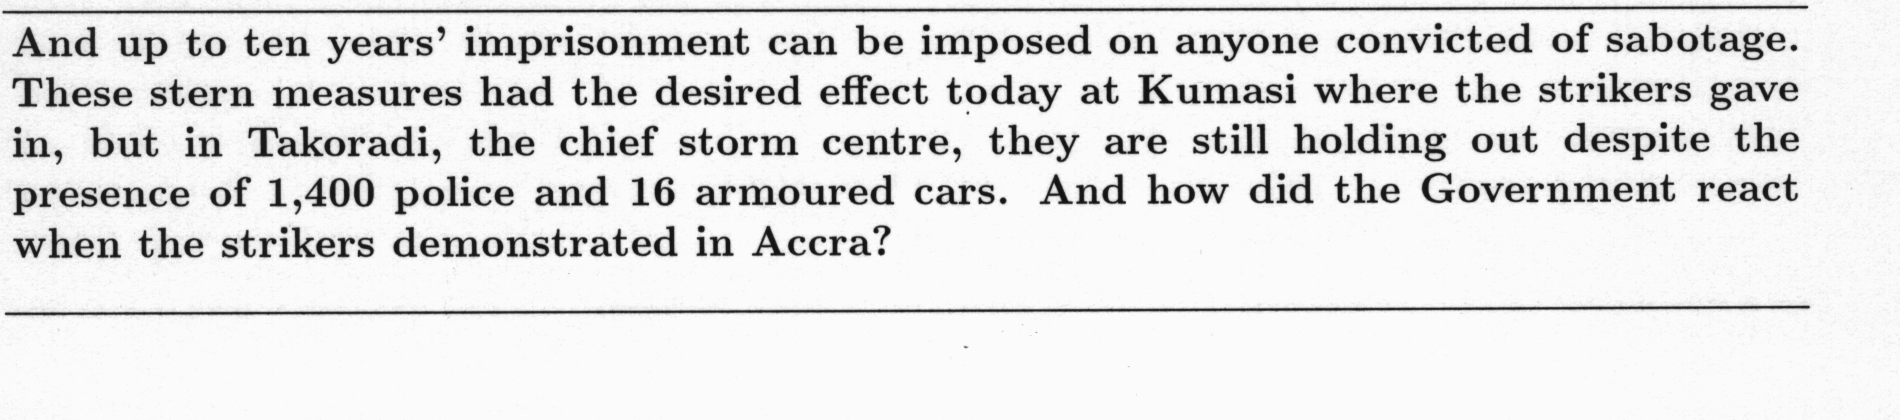 And up to ten years' imprisonment can be imposed on anyone convicted of sabotage.
These stern measures had the desired effect today at Kumasi where the strikers gave
in, but in Takoradi, the chief storm centre, they are still holding out despite the
presence of 1,400 police and 16 armoured cars. And how did the Government react
when the strikers demonstrated in Accra?